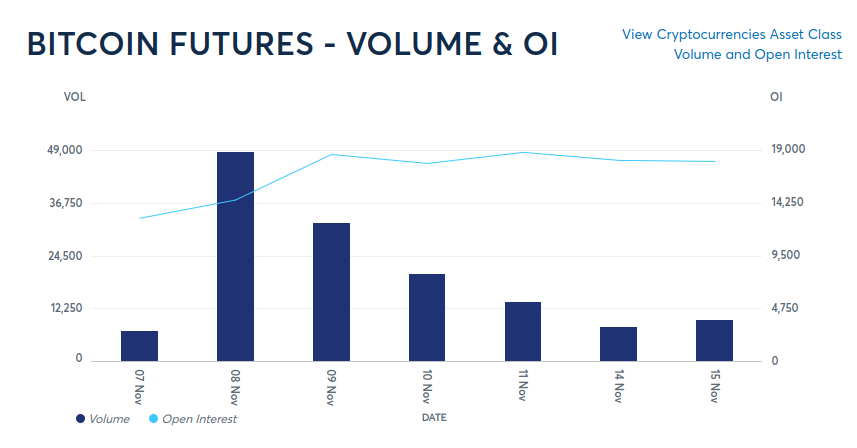 BITCOIN FUTURES - VOLUME & OI
View Cryptocurrencies Asset Class
Volume and Open Interest
VOL
OI
49,000
19,000
36,750
14,250
24,500
9,500
12,250
4,750
0
0
07 Nov
08 Nov
09 Nov
10 Nov
11 Nov
14 Nov
15 Nov
Volume
Open Interest
DATE